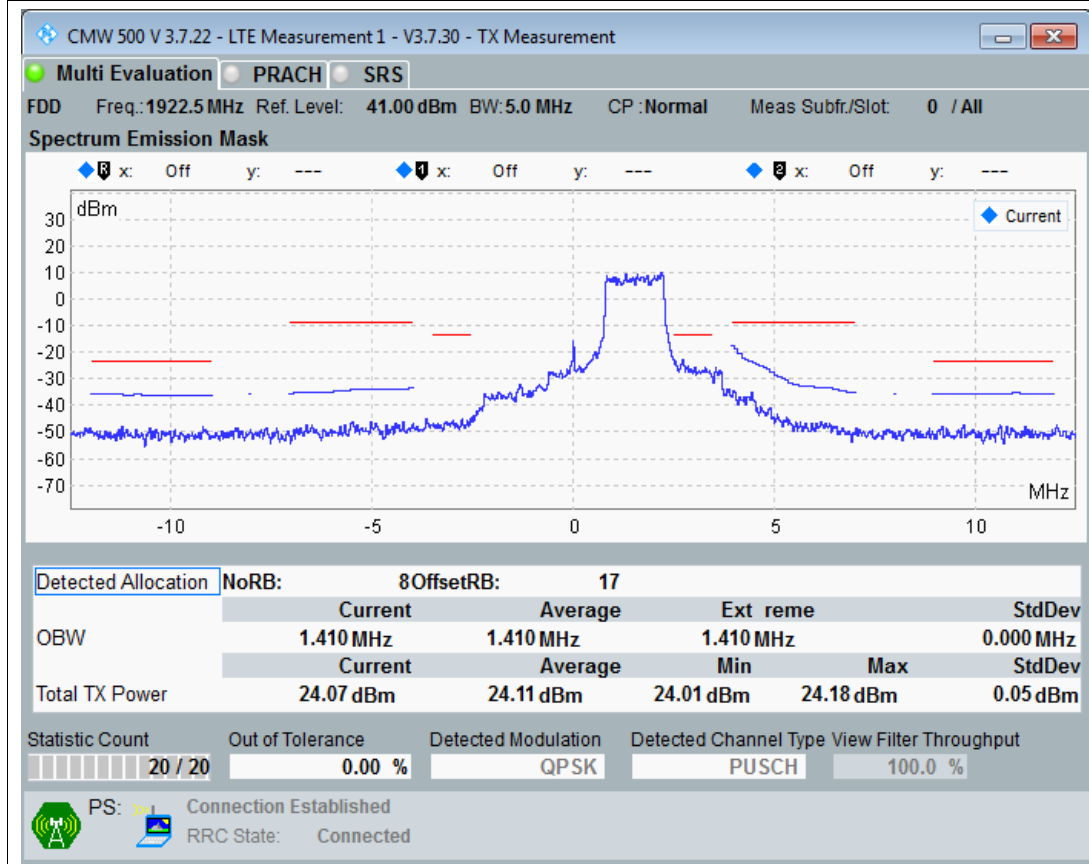 CMW 500 V 3.7.22 - LTE Measurement 1 - V3.7.30 - TX Measurement
Multi Evaluation PRACH SRS
FDD Freq.: 1922.5 MHz Ref. Level: 41.00 dBm BW: 5.0 MHz CP : Normal Meas Subfr./Slot: 0 / All
Spectrum Emission Mask
R x: Off y: --- 1 x: Off y: --- 2 x: Off y: ---
dBm
Current
30
20
10
0
-10
-20
-30
-40
-50
-60
-70
MHz
-10 -5 0 5 10
Detected Allocation NoRB: 8 OffsetRB: 17
Current Average Ext reme StdDev
OBW 1.410 MHz 1.410 MHz 1.410 MHz 0.000 MHz
Current Average Min Max StdDev
Total TX Power 24.07 dBm 24.11 dBm 24.01 dBm 24.18 dBm 0.05 dBm
Statistic Count Out of Tolerance Detected Modulation Detected Channel Type View Filter Throughput
20 / 20 0.00 % QPSK PUSCH 100.0 %
PS: Connection Established
RRC State: Connected